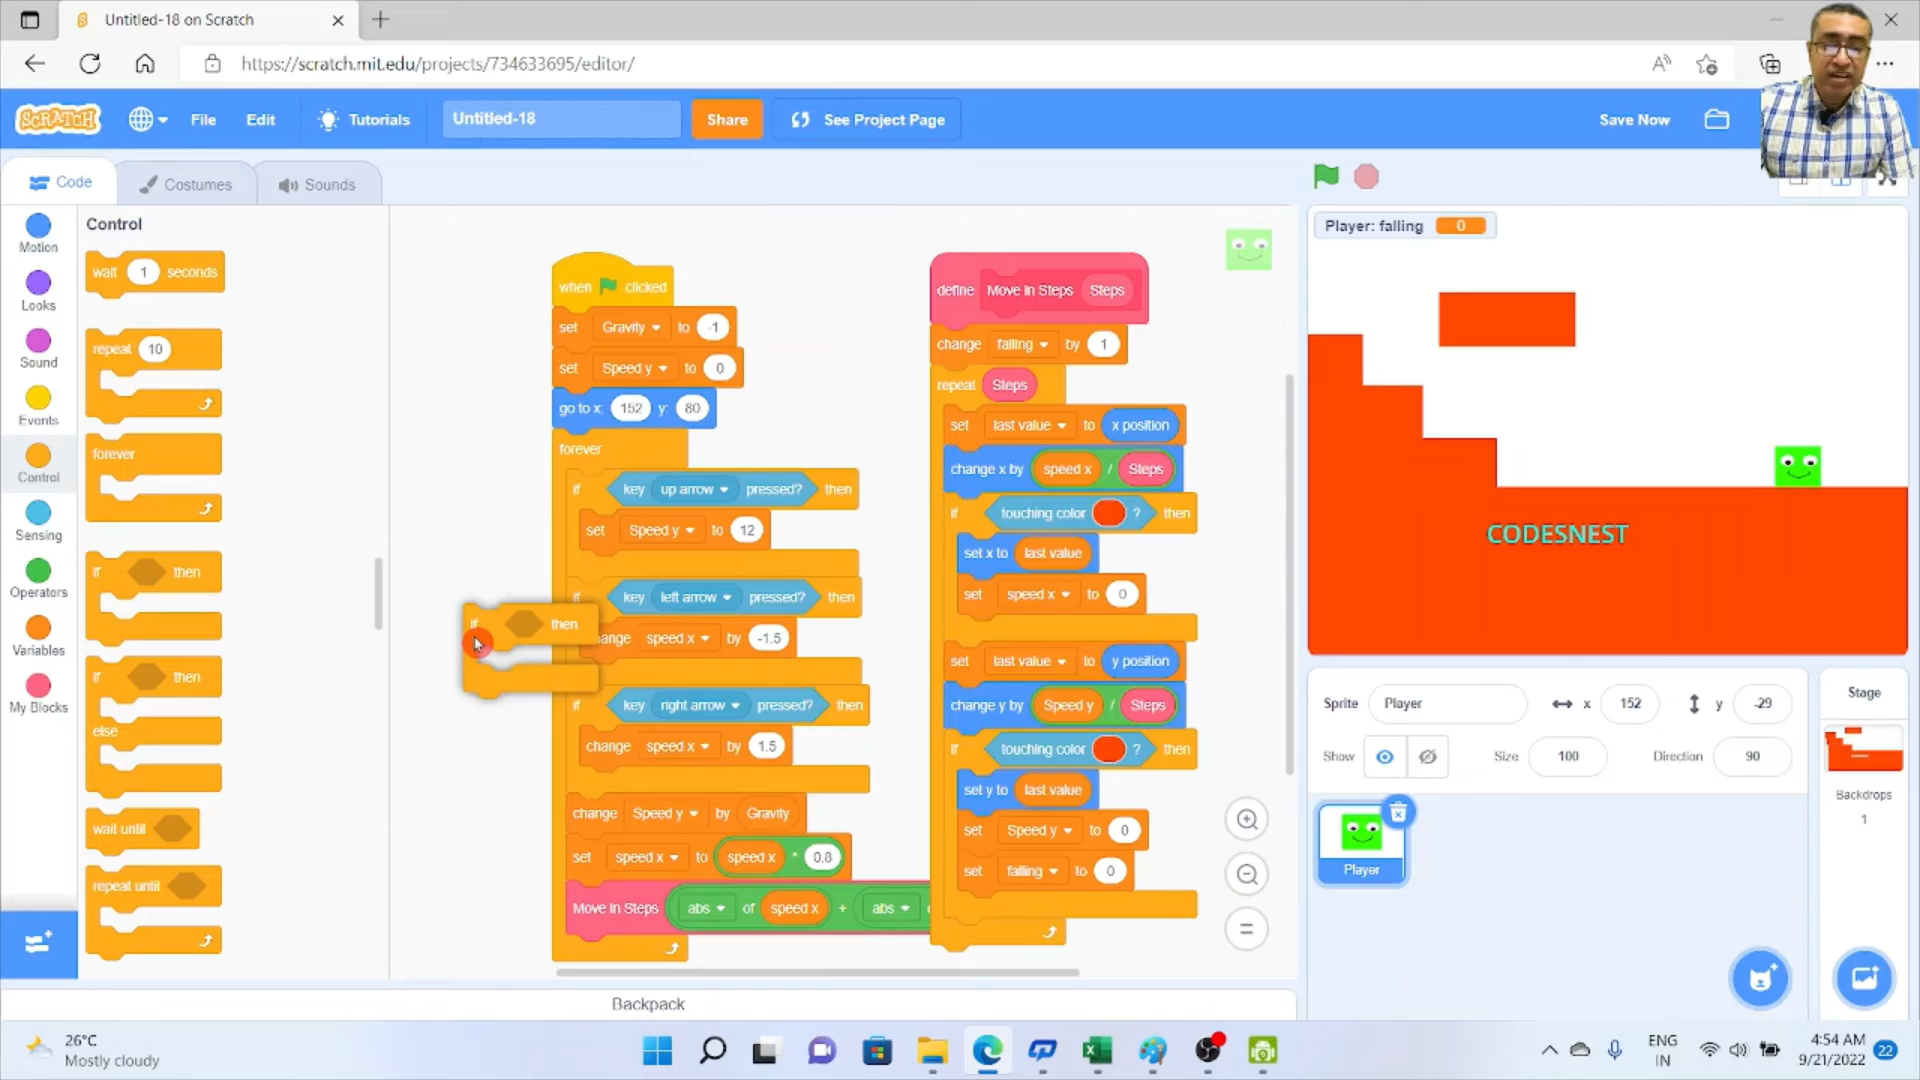 Untitled-18 on Scratch
https://scratch.mit.edu/projects/734633695/editor/
SCRATCH
File
Edit
Tutorials
Untitled-18
Share
See Project Page
Save Now
Code
Costumes
Sounds
Motion
Looks
Sound
Events
Control
Sensing
Operators
Variables
My Blocks
Control
wait 1 seconds
repeat 10
forever
if then
if then
else
wait until
repeat until
when clicked
set Gravity to -1
set Speed y to 0
go to x: 152 y: 80
forever
if key up arrow pressed? then
set Speed y to 12
if key left arrow pressed? then
if then
change speed x by -1.5
if key right arrow pressed? then
change speed x by 1.5
change Speed y by Gravity
set speed x to speed x * 0.8
Move in Steps abs of speed x + abs
define Move in Steps Steps
change falling by 1
repeat Steps
set last value to x position
change x by speed x / Steps
if touching color ? then
set x to last value
set speed x to 0
set last value to y position
change y by Speed y / Steps
if touching color ? then
set y to last value
set Speed y to 0
set falling to 0
Player: falling 0
CODESNEST
Sprite Player x 152 y -29
Show Size 100 Direction 90
Player
Stage
Backdrops
1
Backpack
26°C
Mostly cloudy
ENG
IN
4:54 AM
9/21/2022
22